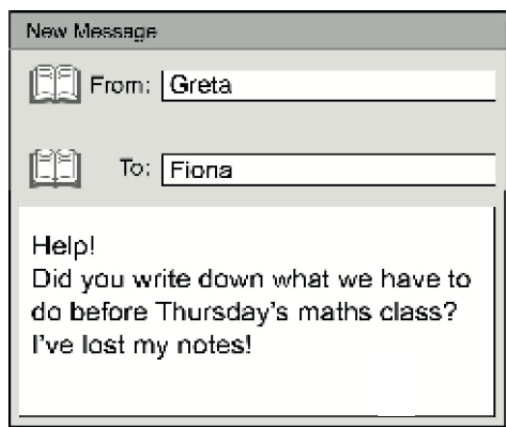 New Message
From: Greta
To: Fiona
Help!
Did you write down what we have to
do before Thursday's maths class?
I've lost my notes!